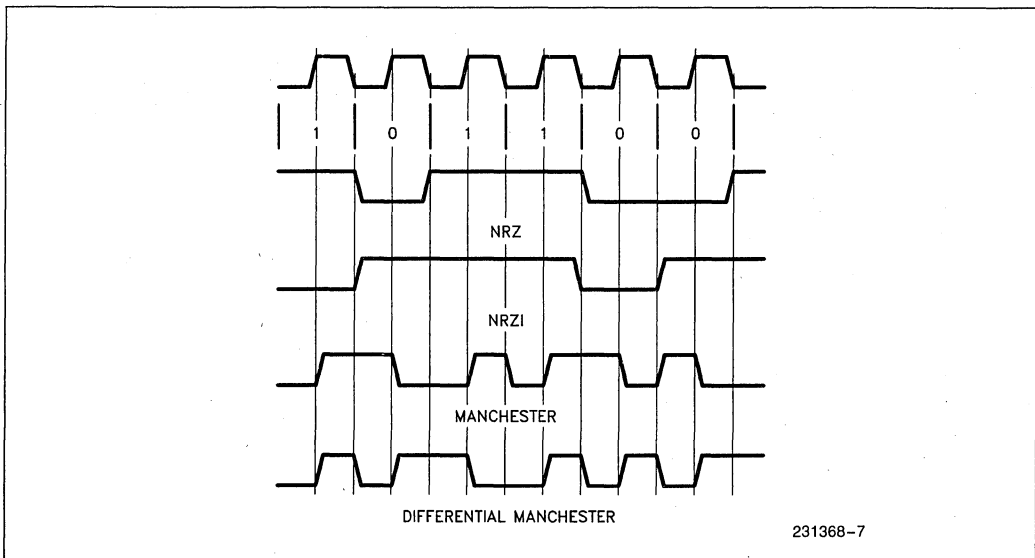 1 0 1 1 0 0
NRZ
NRZI
MANCHESTER
DIFFERENTIAL MANCHESTER
231368-7